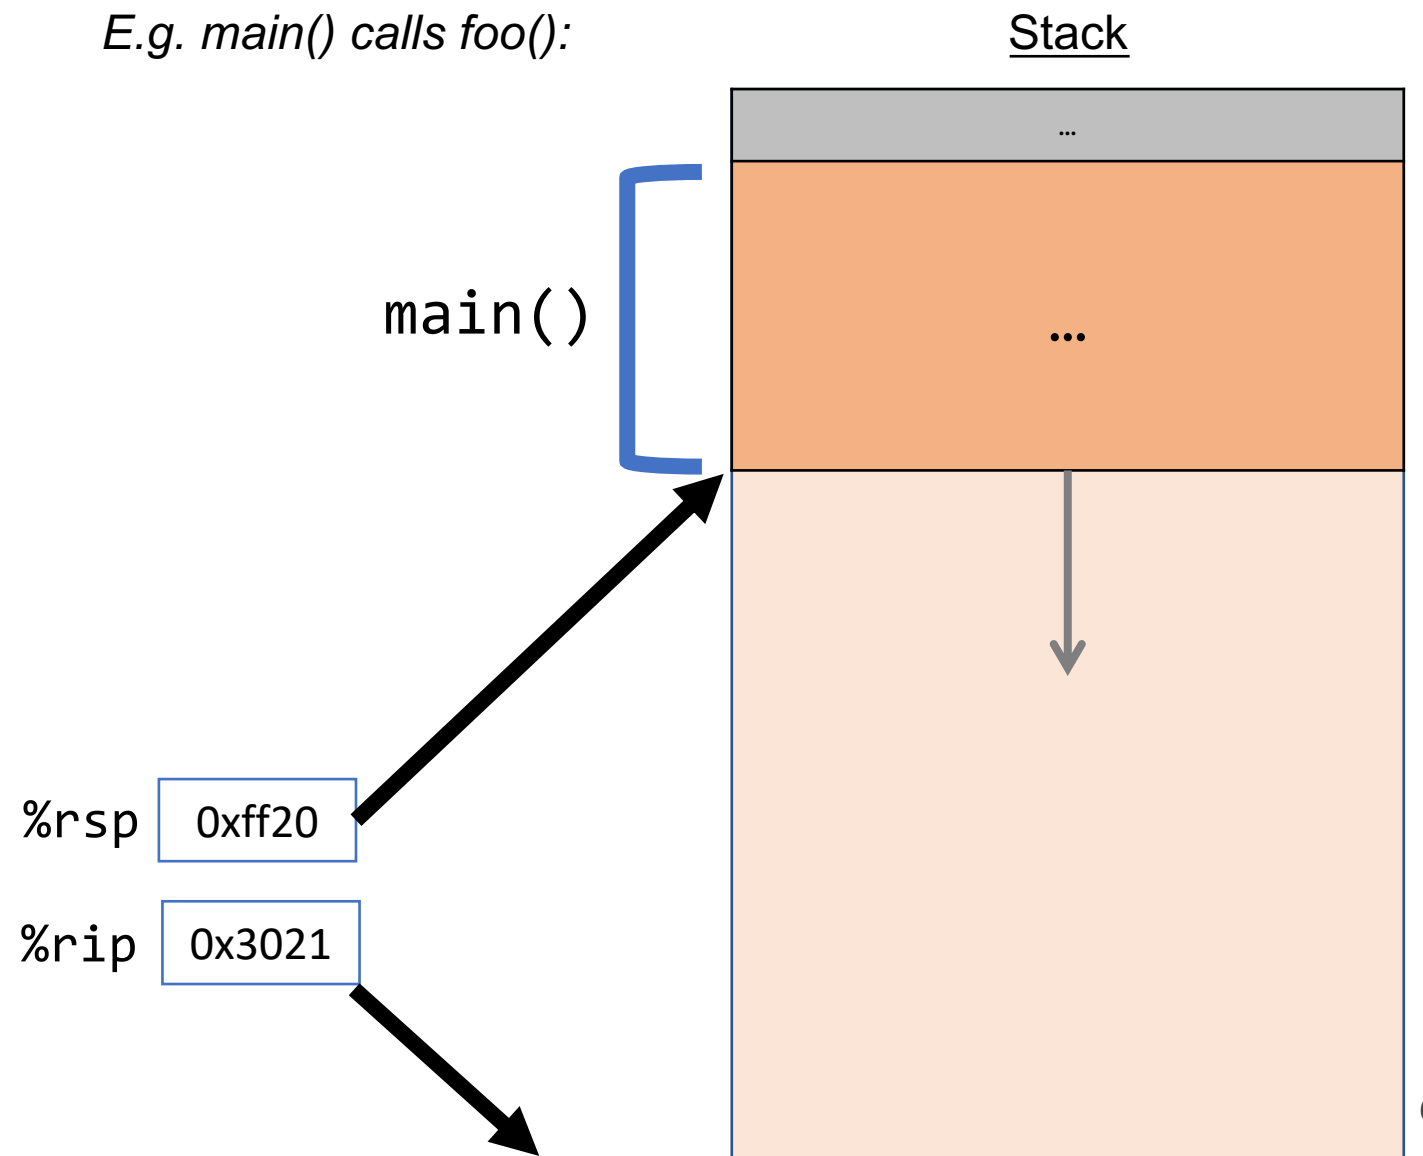 E.g. main() calls foo():
Stack
...
main()
...
%rsp 0xff20
%rip 0x3021